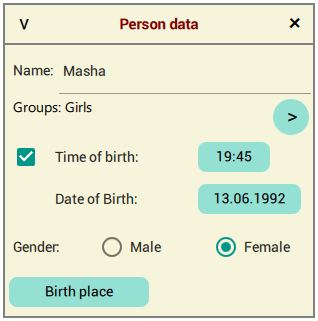 V Person data ×
Name: Masha
Groups: Girls
>
Time of birth: 19:45
Date of Birth: 13.06.1992
Gender: Male Female
Birth place